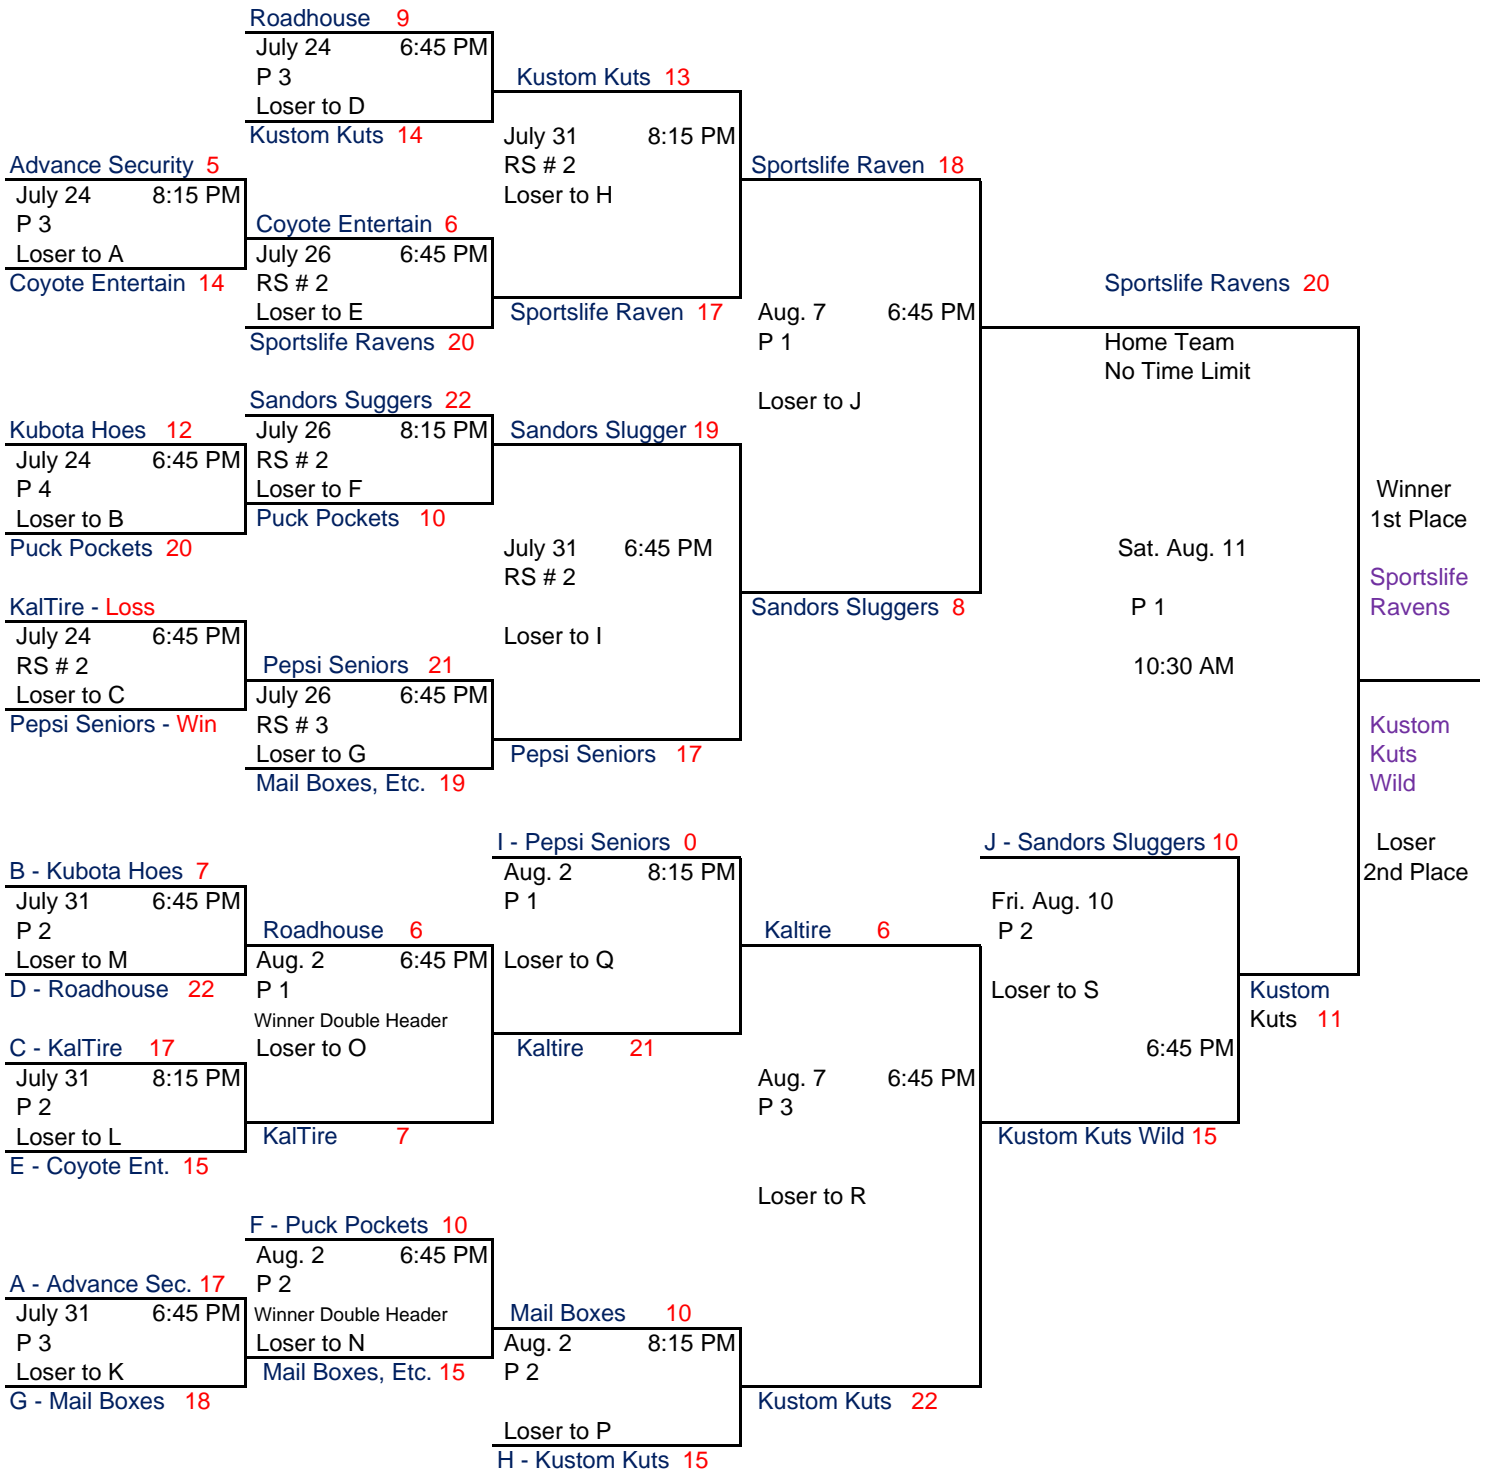 Roadhouse 9
July 24 6:45 PM
P 3
Loser to D
Kustom Kuts 14
Advance Security 5
July 24 8:15 PM
P 3
Loser to A
Coyote Entertain 14
Coyote Entertain 6
July 26 6:45 PM
RS # 2
Loser to E
Sportslife Ravens 20
Kustom Kuts 13
July 31 8:15 PM
RS # 2
Loser to H
Sportslife Raven 17
Kubota Hoes 12
July 24 6:45 PM
P 4
Loser to B
Puck Pockets 20
Sandors Suggers 22
July 26 8:15 PM
RS # 2
Loser to F
Puck Pockets 10
KalTire - Loss
July 24 6:45 PM
RS # 2
Loser to C
Pepsi Seniors - Win
Pepsi Seniors 21
July 26 6:45 PM
RS # 3
Loser to G
Mail Boxes, Etc. 19
Sandors Slugger 19
July 31 6:45 PM
RS # 2
Loser to I
Pepsi Seniors 17
Sportslife Raven 18
Aug. 7 6:45 PM
P 1
Loser to J
Sandors Sluggers 8
Sportslife Ravens 20
Home Team
No Time Limit
Sat. Aug. 11
P 1
10:30 AM
Winner
1st Place
Sportslife
Ravens
Kustom
Kuts
Wild
Loser
2nd Place
B - Kubota Hoes 7
July 31 6:45 PM
P 2
Loser to M
D - Roadhouse 22
C - KalTire 17
July 31 8:15 PM
P 2
Loser to L
E - Coyote Ent. 15
Roadhouse 6
Aug. 2 6:45 PM
P 1
Winner Double Header
Loser to O
KalTire 7
I - Pepsi Seniors 0
Aug. 2 8:15 PM
P 1
Loser to Q
Kaltire 21
A - Advance Sec. 17
July 31 6:45 PM
P 3
Loser to K
G - Mail Boxes 18
F - Puck Pockets 10
Aug. 2 6:45 PM
P 2
Winner Double Header
Loser to N
Mail Boxes, Etc. 15
Mail Boxes 10
Aug. 2 8:15 PM
P 2
Loser to P
H - Kustom Kuts 15
Kaltire 6
Aug. 7 6:45 PM
P 3
Loser to R
Kustom Kuts 22
J - Sandors Sluggers 10
Fri. Aug. 10
P 2
Loser to S
6:45 PM
Kustom Kuts Wild 15
Kustom
Kuts 11